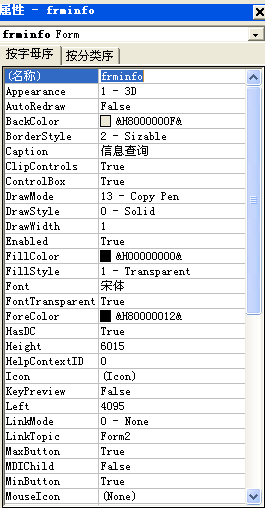 属性 - frminfo
frminfo Form
按字母序 按分类序
(名称) frminfo
Appearance 1 - 3D
AutoRedraw False
BackColor &H8000000F&
BorderStyle 2 - Sizable
Caption 信息查询
ClipControls True
ControlBox True
DrawMode 13 - Copy Pen
DrawStyle 0 - Solid
DrawWidth 1
Enabled True
FillColor &H00000000&
FillStyle 1 - Transparent
Font 宋体
FontTransparent True
ForeColor &H80000012&
HasDC True
Height 6015
HelpContextID 0
Icon (Icon)
KeyPreview False
Left 4095
LinkMode 0 - None
LinkTopic Form2
MaxButton True
MDIChild False
MinButton True
MouseIcon (None)